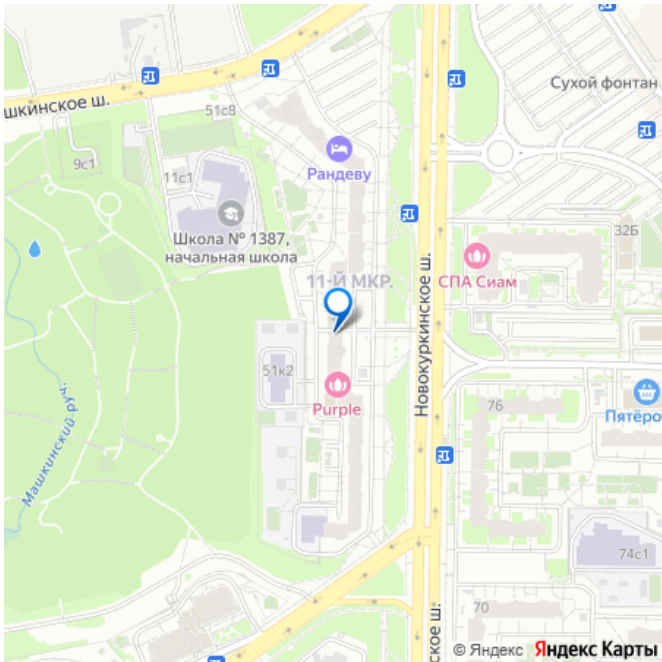 Сухой фонтан
шкинское ш.
51с8
9с1
Рандеву
11с1
Школа № 1387,
начальная школа
32Б
СПА Сиам
11-Й МКР.
Новокуркинское ш.
51к2
Purple
76
Пятёро
Машкинский руч.
74с1
70
ское ш.
© Яндекс Яндекс Карты